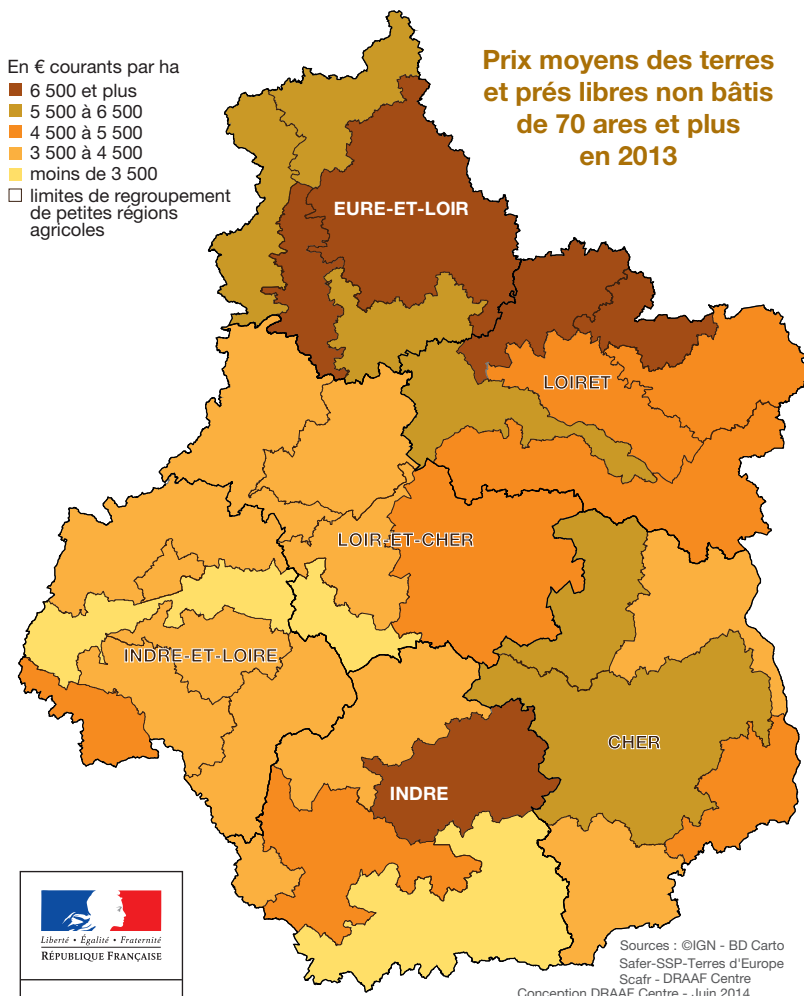 Prix moyens des terres
et prés libres non bâtis
de 70 ares et plus
en 2013
En € courants par ha
6 500 et plus
5 500 à 6 500
4 500 à 5 500
3 500 à 4 500
moins de 3 500
limites de regroupement
de petites régions
agricoles
EURE-ET-LOIR
LOIRET
LOIR-ET-CHER
INDRE-ET-LOIRE
CHER
INDRE
Liberté • Égalité • Fraternité
RÉPUBLIQUE FRANÇAISE
Sources : ©IGN - BD Carto
Safer-SSP-Terres d'Europe
Scafr - DRAAF Centre
Conception DRAAF Centre - Juin 2014